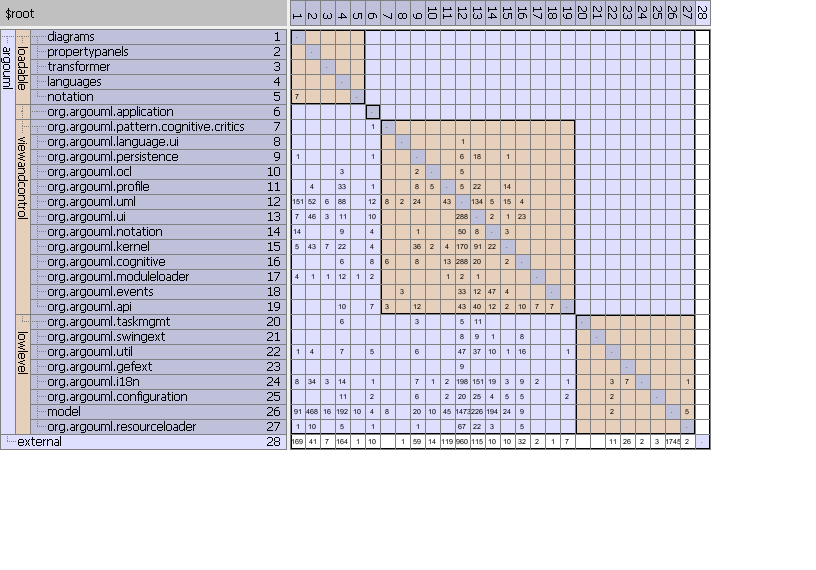 $root 1 2 3 4 5 6 7 8 9 10 11 12 13 14 15 16 17 18 19 20 21 22 23 24 25 26 27 28
argouml
loadable
diagrams 1 -
propertypanels 2 -
transformer 3 -
languages 4 -
notation 5 7 -
org.argouml.application 6 -
viewandcontrol
org.argouml.pattern.cognitive.critics 7 1 -
org.argouml.language.ui 8 - 1
org.argouml.persistence 9 1 1 - 6 18 1
org.argouml.ocl 10 3 2 - 5
org.argouml.profile 11 4 33 1 8 5 - 5 22 14
org.argouml.uml 12 151 52 6 88 12 8 2 24 43 - 134 5 15 4
org.argouml.ui 13 7 46 3 11 10 288 - 2 1 23
org.argouml.notation 14 14 9 4 1 50 8 - 3
org.argouml.kernel 15 5 43 7 22 4 36 2 4 170 91 22 -
org.argouml.cognitive 16 6 8 6 8 13 288 20 2 -
org.argouml.moduleloader 17 4 1 1 12 1 2 1 2 1 -
org.argouml.events 18 3 33 12 47 4 -
org.argouml.api 19 10 7 3 12 43 40 12 2 10 7 7 -
lowlevel
org.argouml.taskmgmt 20 6 3 5 11 -
org.argouml.swingext 21 8 9 1 8 -
org.argouml.util 22 1 4 7 5 6 47 37 10 1 16 1 -
org.argouml.gefext 23 9 -
org.argouml.i18n 24 8 34 3 14 1 7 1 2 198 151 19 3 9 2 1 3 7 - 1
org.argouml.configuration 25 11 2 6 2 20 25 4 5 5 2 2 -
model 26 91 468 16 192 10 4 8 20 10 45 1473 226 194 24 9 2 - 5
org.argouml.resourceloader 27 1 10 5 1 1 67 22 3 5 -
external 28 169 41 7 164 1 10 1 59 14 119 960 115 10 10 32 2 1 7 11 26 2 3 1745 2 -